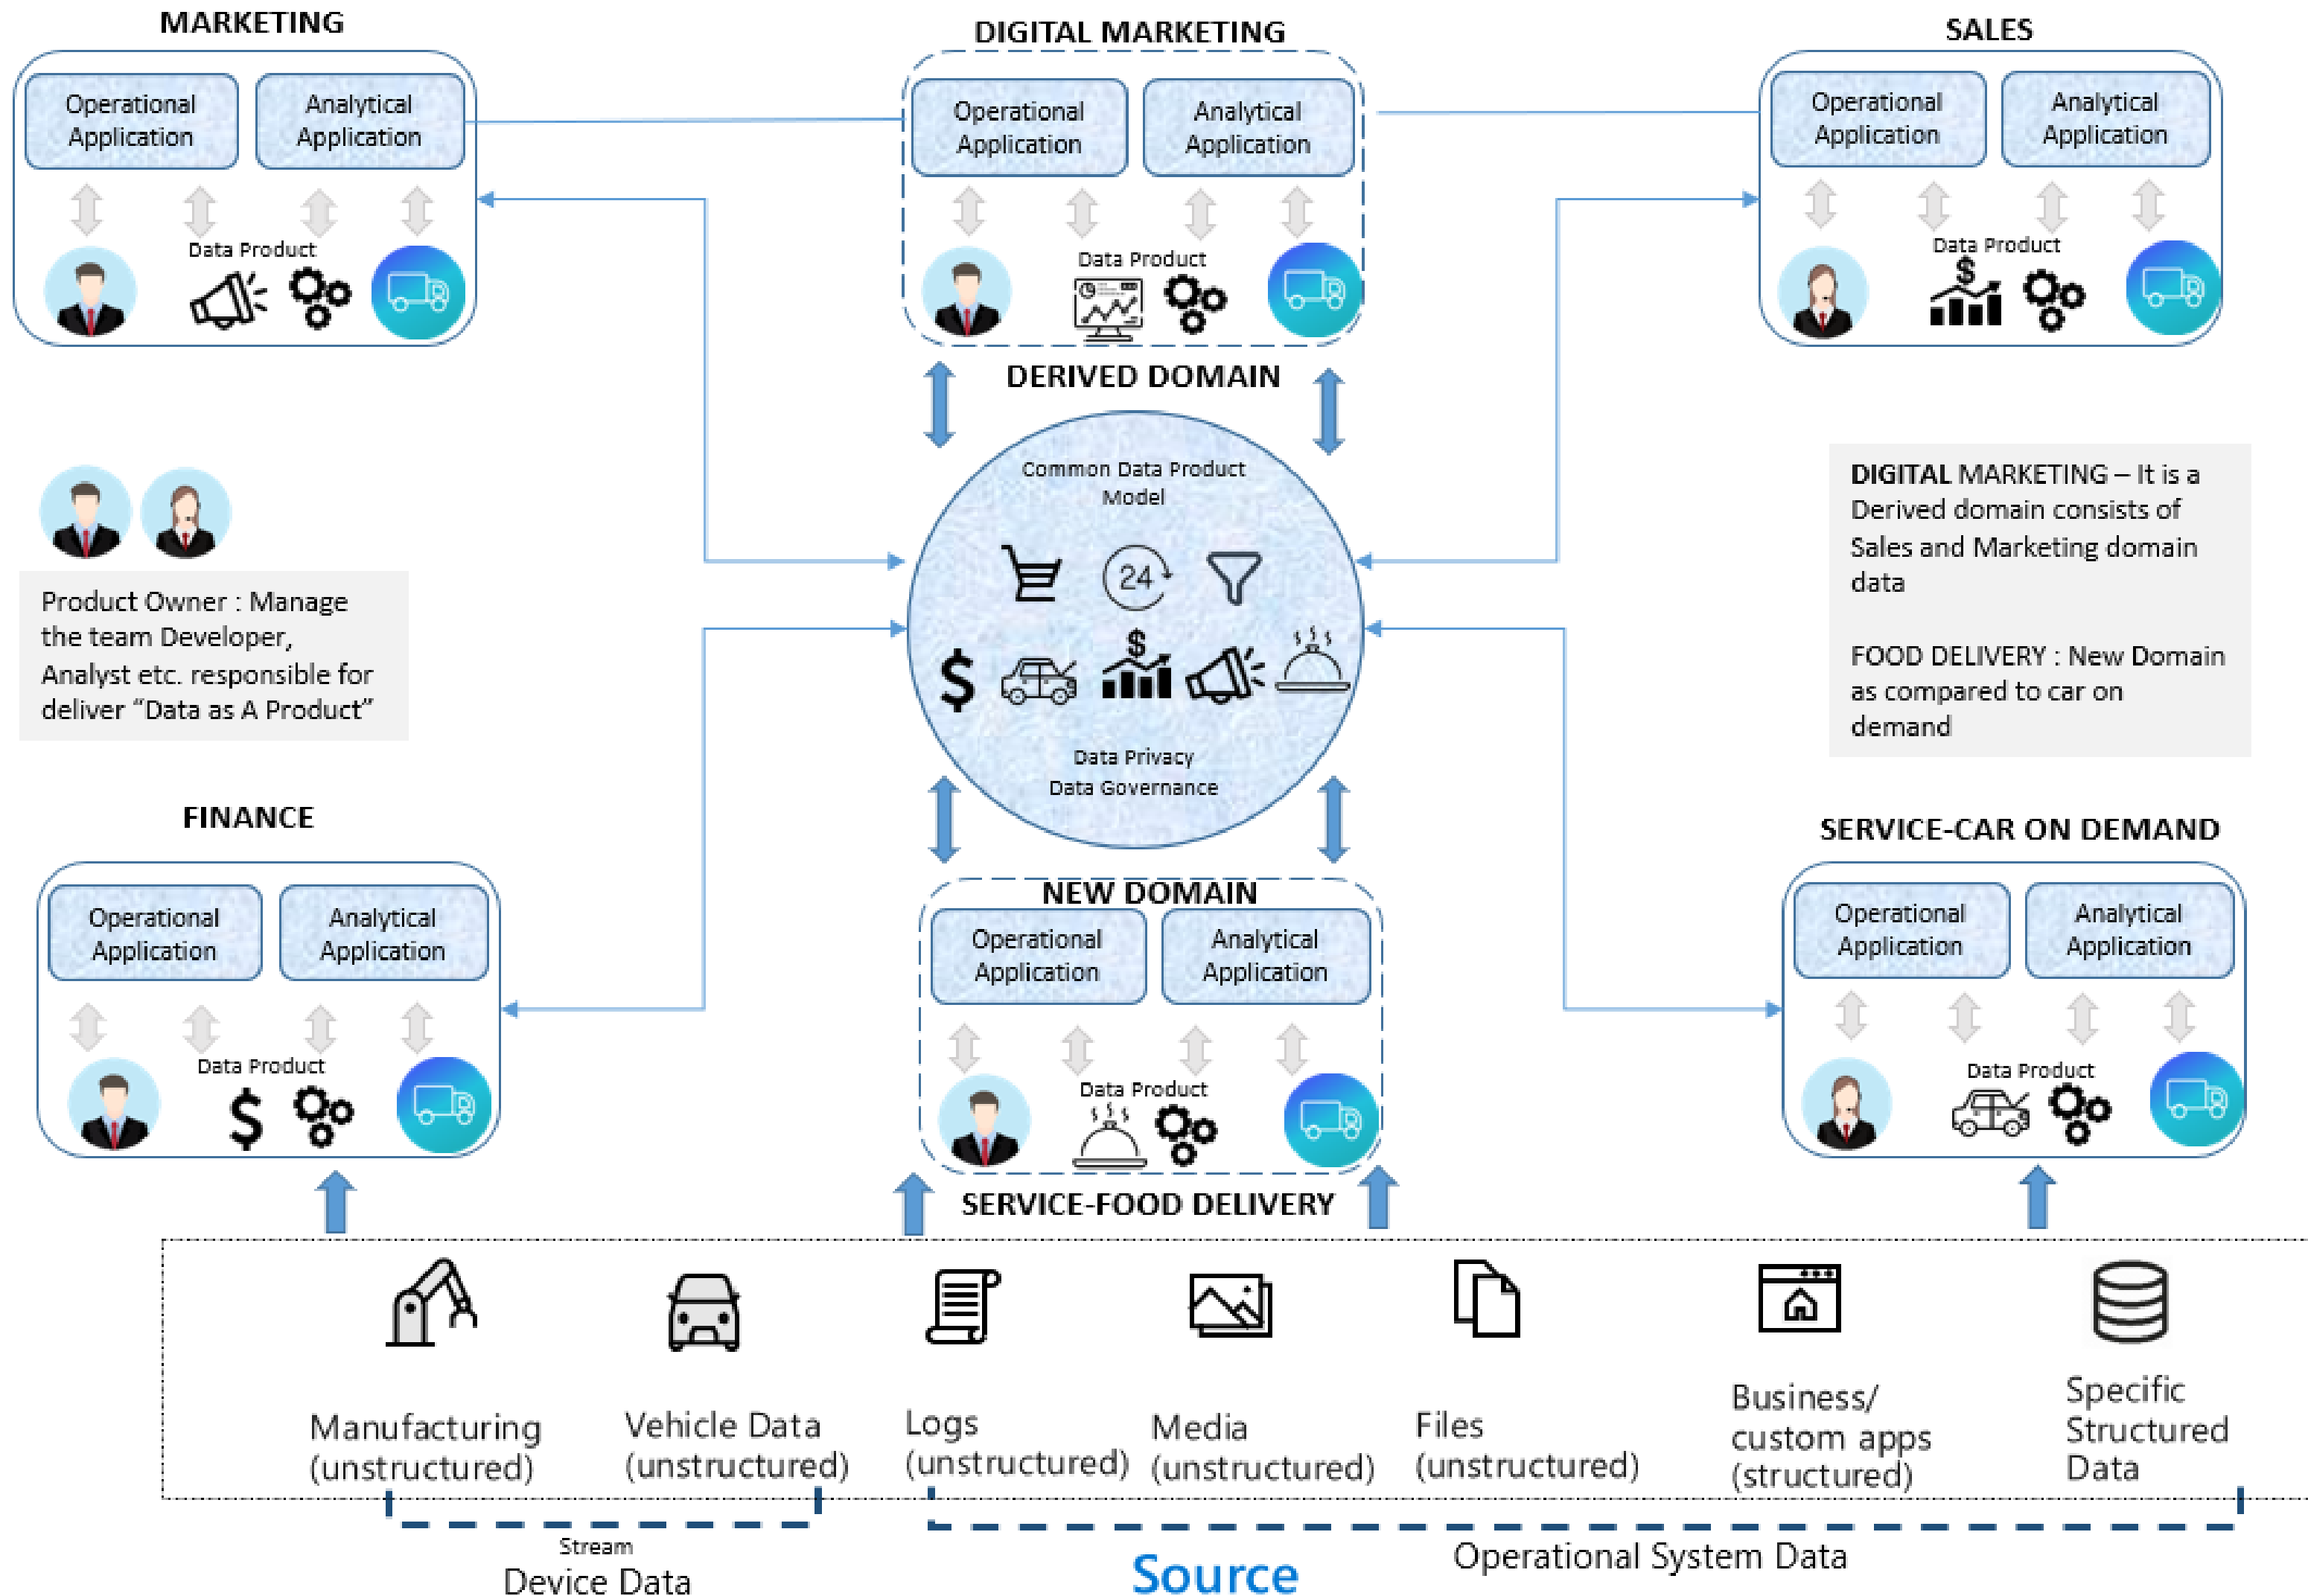 MARKETING
Operational
Application
Analytical
Application
Data Product
DIGITAL MARKETING
Operational
Application
Analytical
Application
Data Product
DERIVED DOMAIN
SALES
Operational
Application
Analytical
Application
Data Product
Product Owner : Manage
the team Developer,
Analyst etc. responsible for
deliver “Data as A Product”
Common Data Product
Model
24
$
$
Data Privacy
Data Governance
DIGITAL MARKETING – It is a
Derived domain consists of
Sales and Marketing domain
data
FOOD DELIVERY : New Domain
as compared to car on
demand
FINANCE
Operational
Application
Analytical
Application
Data Product
$
NEW DOMAIN
Operational
Application
Analytical
Application
Data Product
SERVICE-FOOD DELIVERY
SERVICE-CAR ON DEMAND
Operational
Application
Analytical
Application
Data Product
Manufacturing
(unstructured)
Vehicle Data
(unstructured)
Logs
(unstructured)
Media
(unstructured)
Files
(unstructured)
Business/
custom apps
(structured)
Specific
Structured
Data
Stream
Device Data
Source
Operational System Data